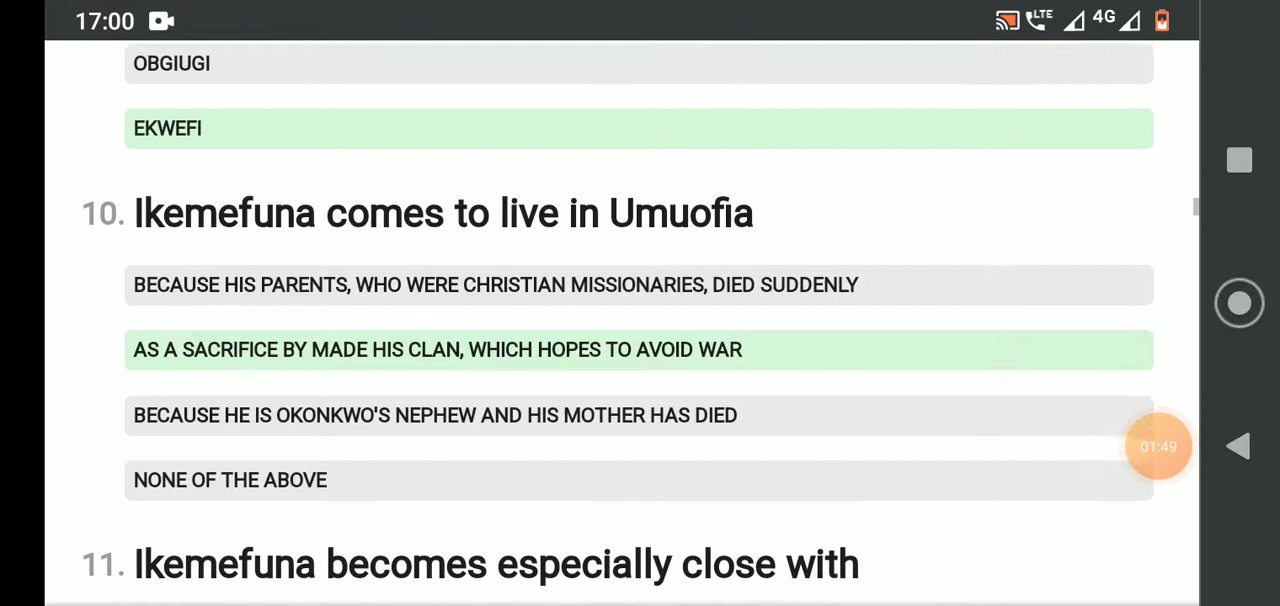 17:00
LTE 4G
OBGIUGI
EKWEFI
10. Ikemefuna comes to live in Umuofia
BECAUSE HIS PARENTS, WHO WERE CHRISTIAN MISSIONARIES, DIED SUDDENLY
AS A SACRIFICE BY MADE HIS CLAN, WHICH HOPES TO AVOID WAR
BECAUSE HE IS OKONKWO'S NEPHEW AND HIS MOTHER HAS DIED
01:49
NONE OF THE ABOVE
11. Ikemefuna becomes especially close with